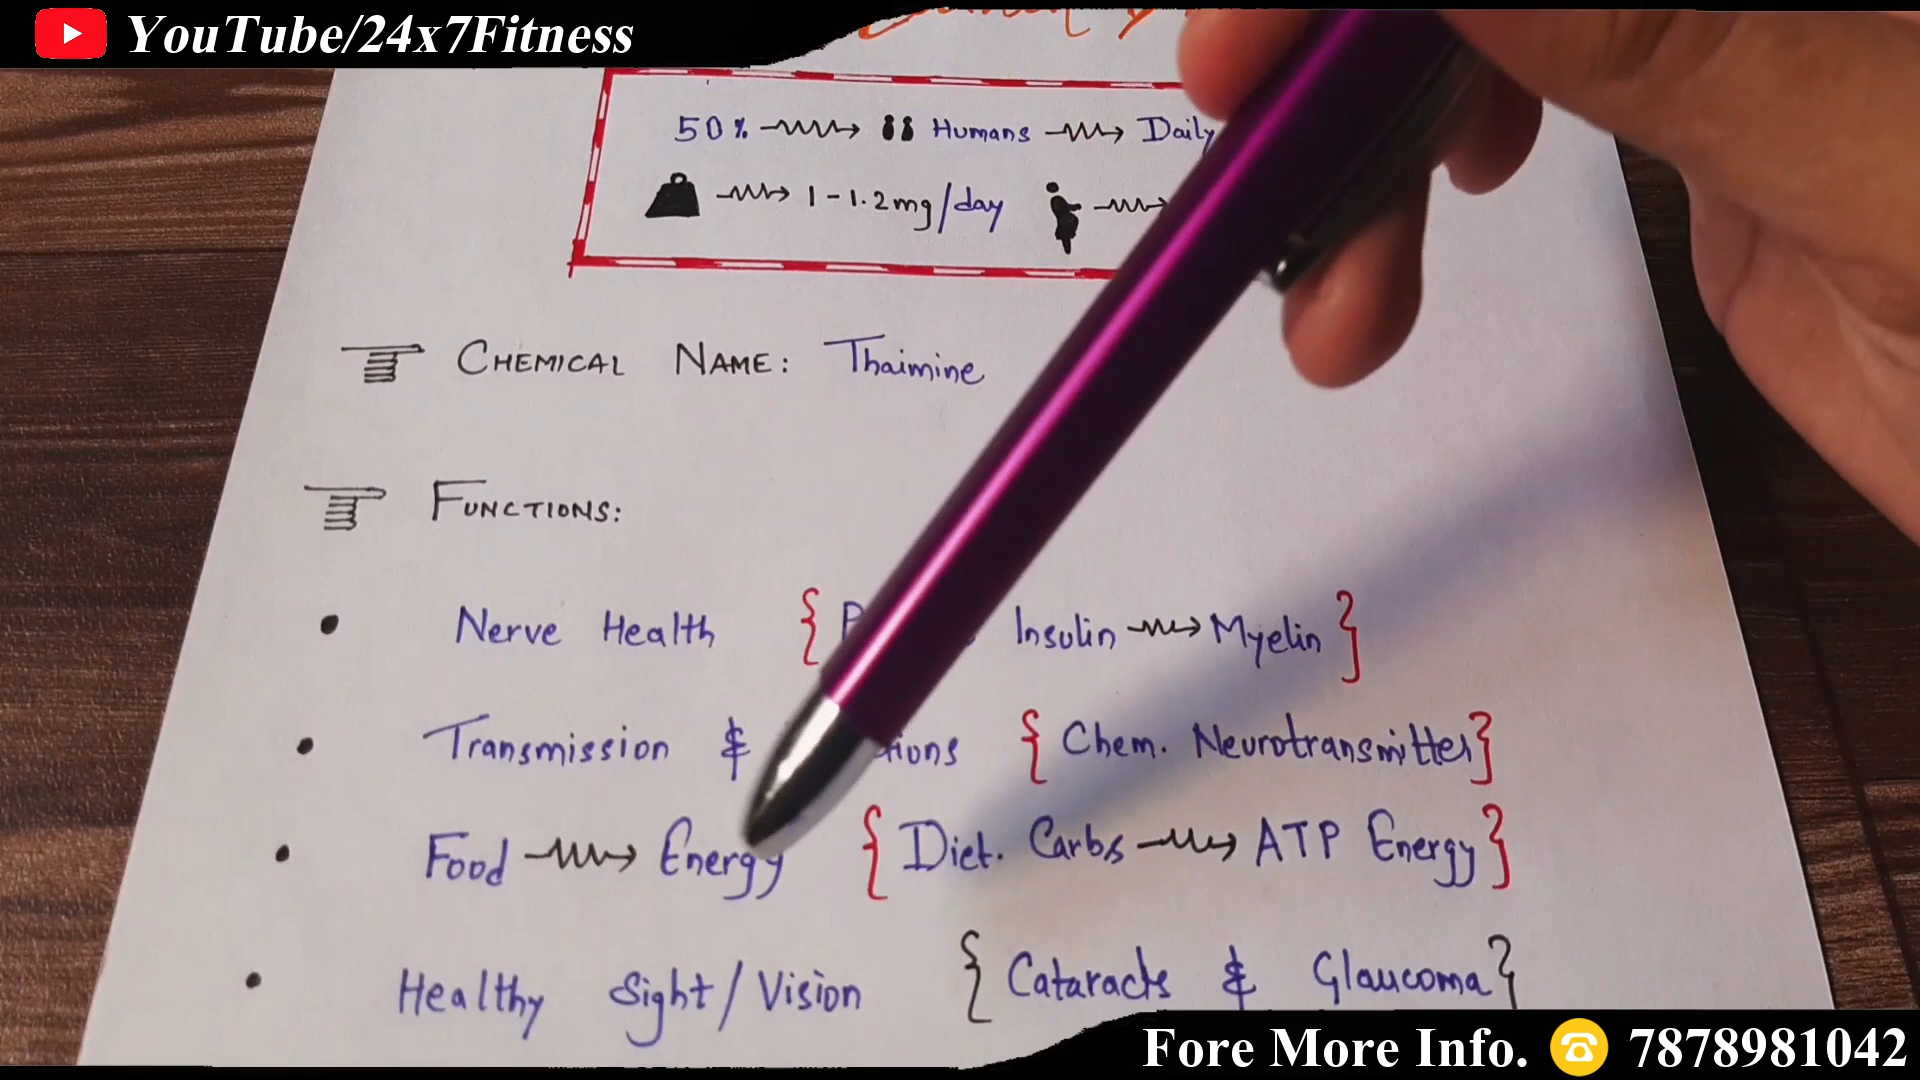 YouTube/24x7Fitness
50% Humans Daily
1-1.2mg/day
CHEMICAL NAME: Thaimine
FUNCTIONS:
Nerve Health { Insulin Myelin }
Transmission & { Chem. Neurotransmitter }
Food Energy { Diet. Carbs ATP Energy }
Healthy Sight/Vision { Cataracts & Glaucoma }
Fore More Info. 7878981042